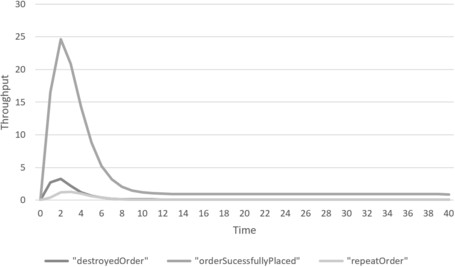 30
25
20
15
10
5
0
Throughput
0 2 4 6 8 10 12 14 16 18 20 22 24 26 28 30 32 34 36 38 40
Time
"destroyedOrder" "orderSucessfullyPlaced" "repeatOrder"